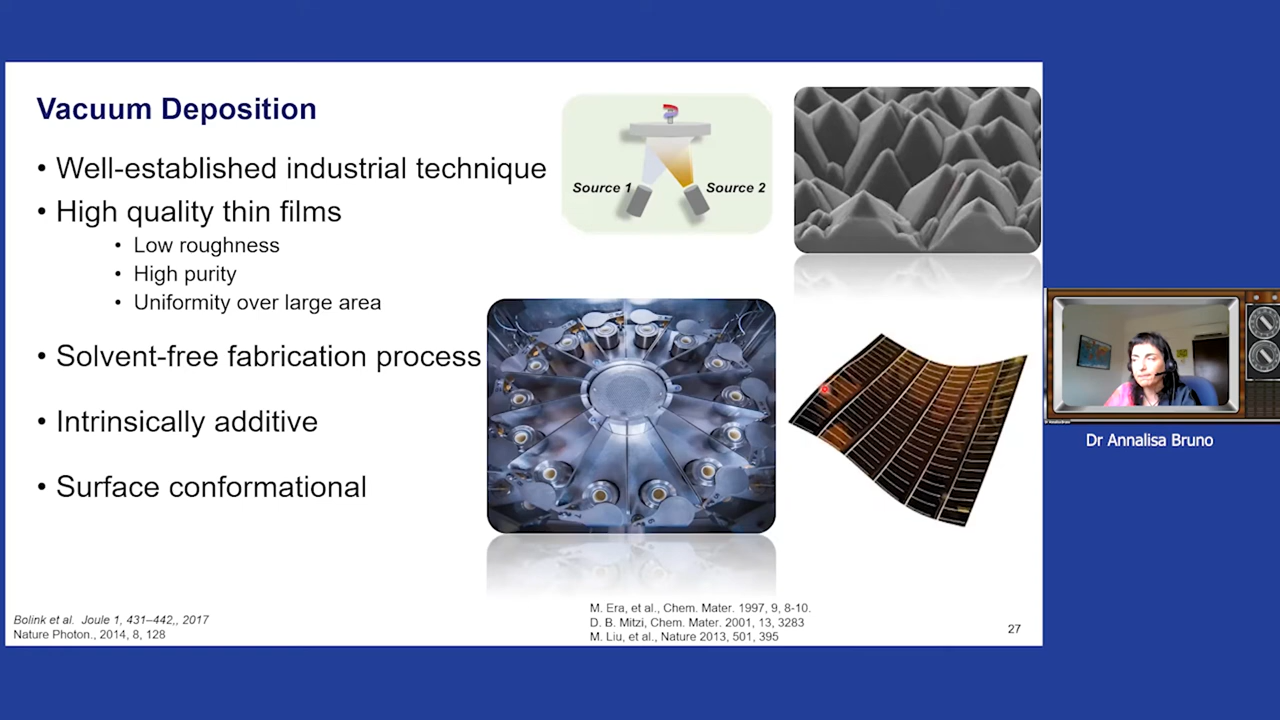 Vacuum Deposition
• Well-established industrial technique
• High quality thin films
• Low roughness
• High purity
• Uniformity over large area
• Solvent-free fabrication process
• Intrinsically additive
• Surface conformational
Source 1
Source 2
Bolink et al. Joule 1, 431–442,, 2017
Nature Photon., 2014, 8, 128
M. Era, et al., Chem. Mater. 1997, 9, 8-10.
D. B. Mitzi, Chem. Mater. 2001, 13, 3283
M. Liu, et al., Nature 2013, 501, 395
27
Dr Annalisa Bruno